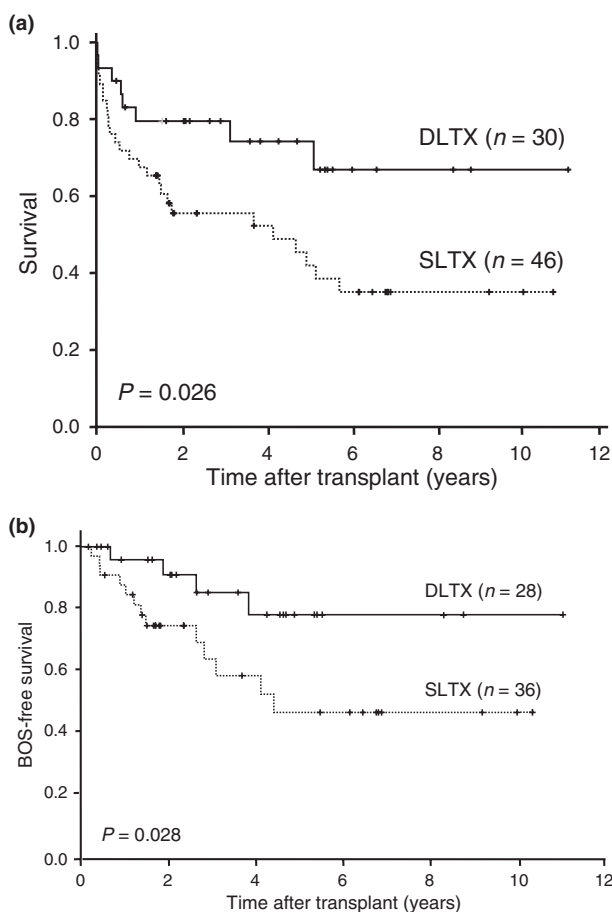 (a)
1.0
0.8
0.6
0.4
0.2
0.0
Survival
DLTX (n = 30)
SLTX (n = 46)
P = 0.026
0 2 4 6 8 10 12
Time after transplant (years)
(b)
1.0
0.8
0.6
0.4
0.36
0.2
0.0
BOS-free survival
DLTX (n = 28)
SLTX (n = 36)
P = 0.028
0 2 4 6 8 10 12
Time after transplant (years)